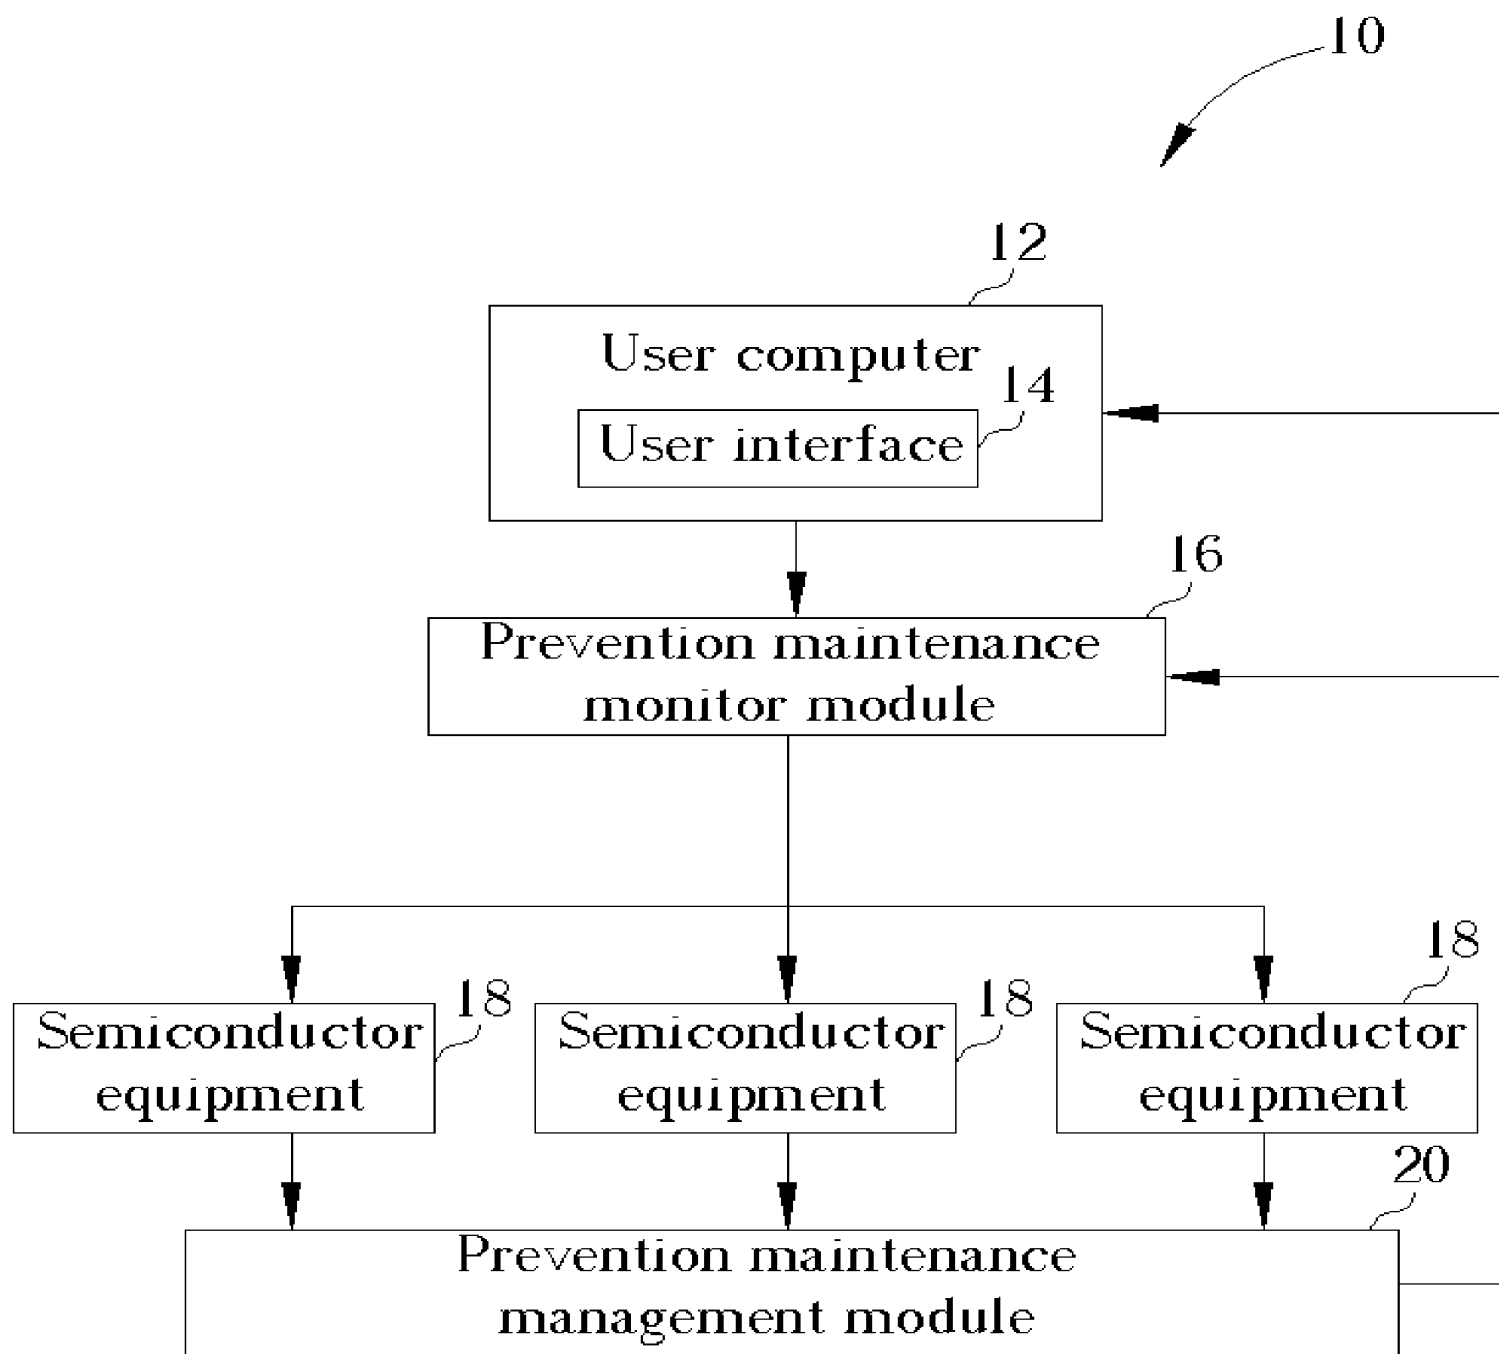 10
12
User computer
14
User interface
16
Prevention maintenance
monitor module
18
18
18
Semiconductor
equipment
Semiconductor
equipment
Semiconductor
equipment
20
Prevention maintenance
management module